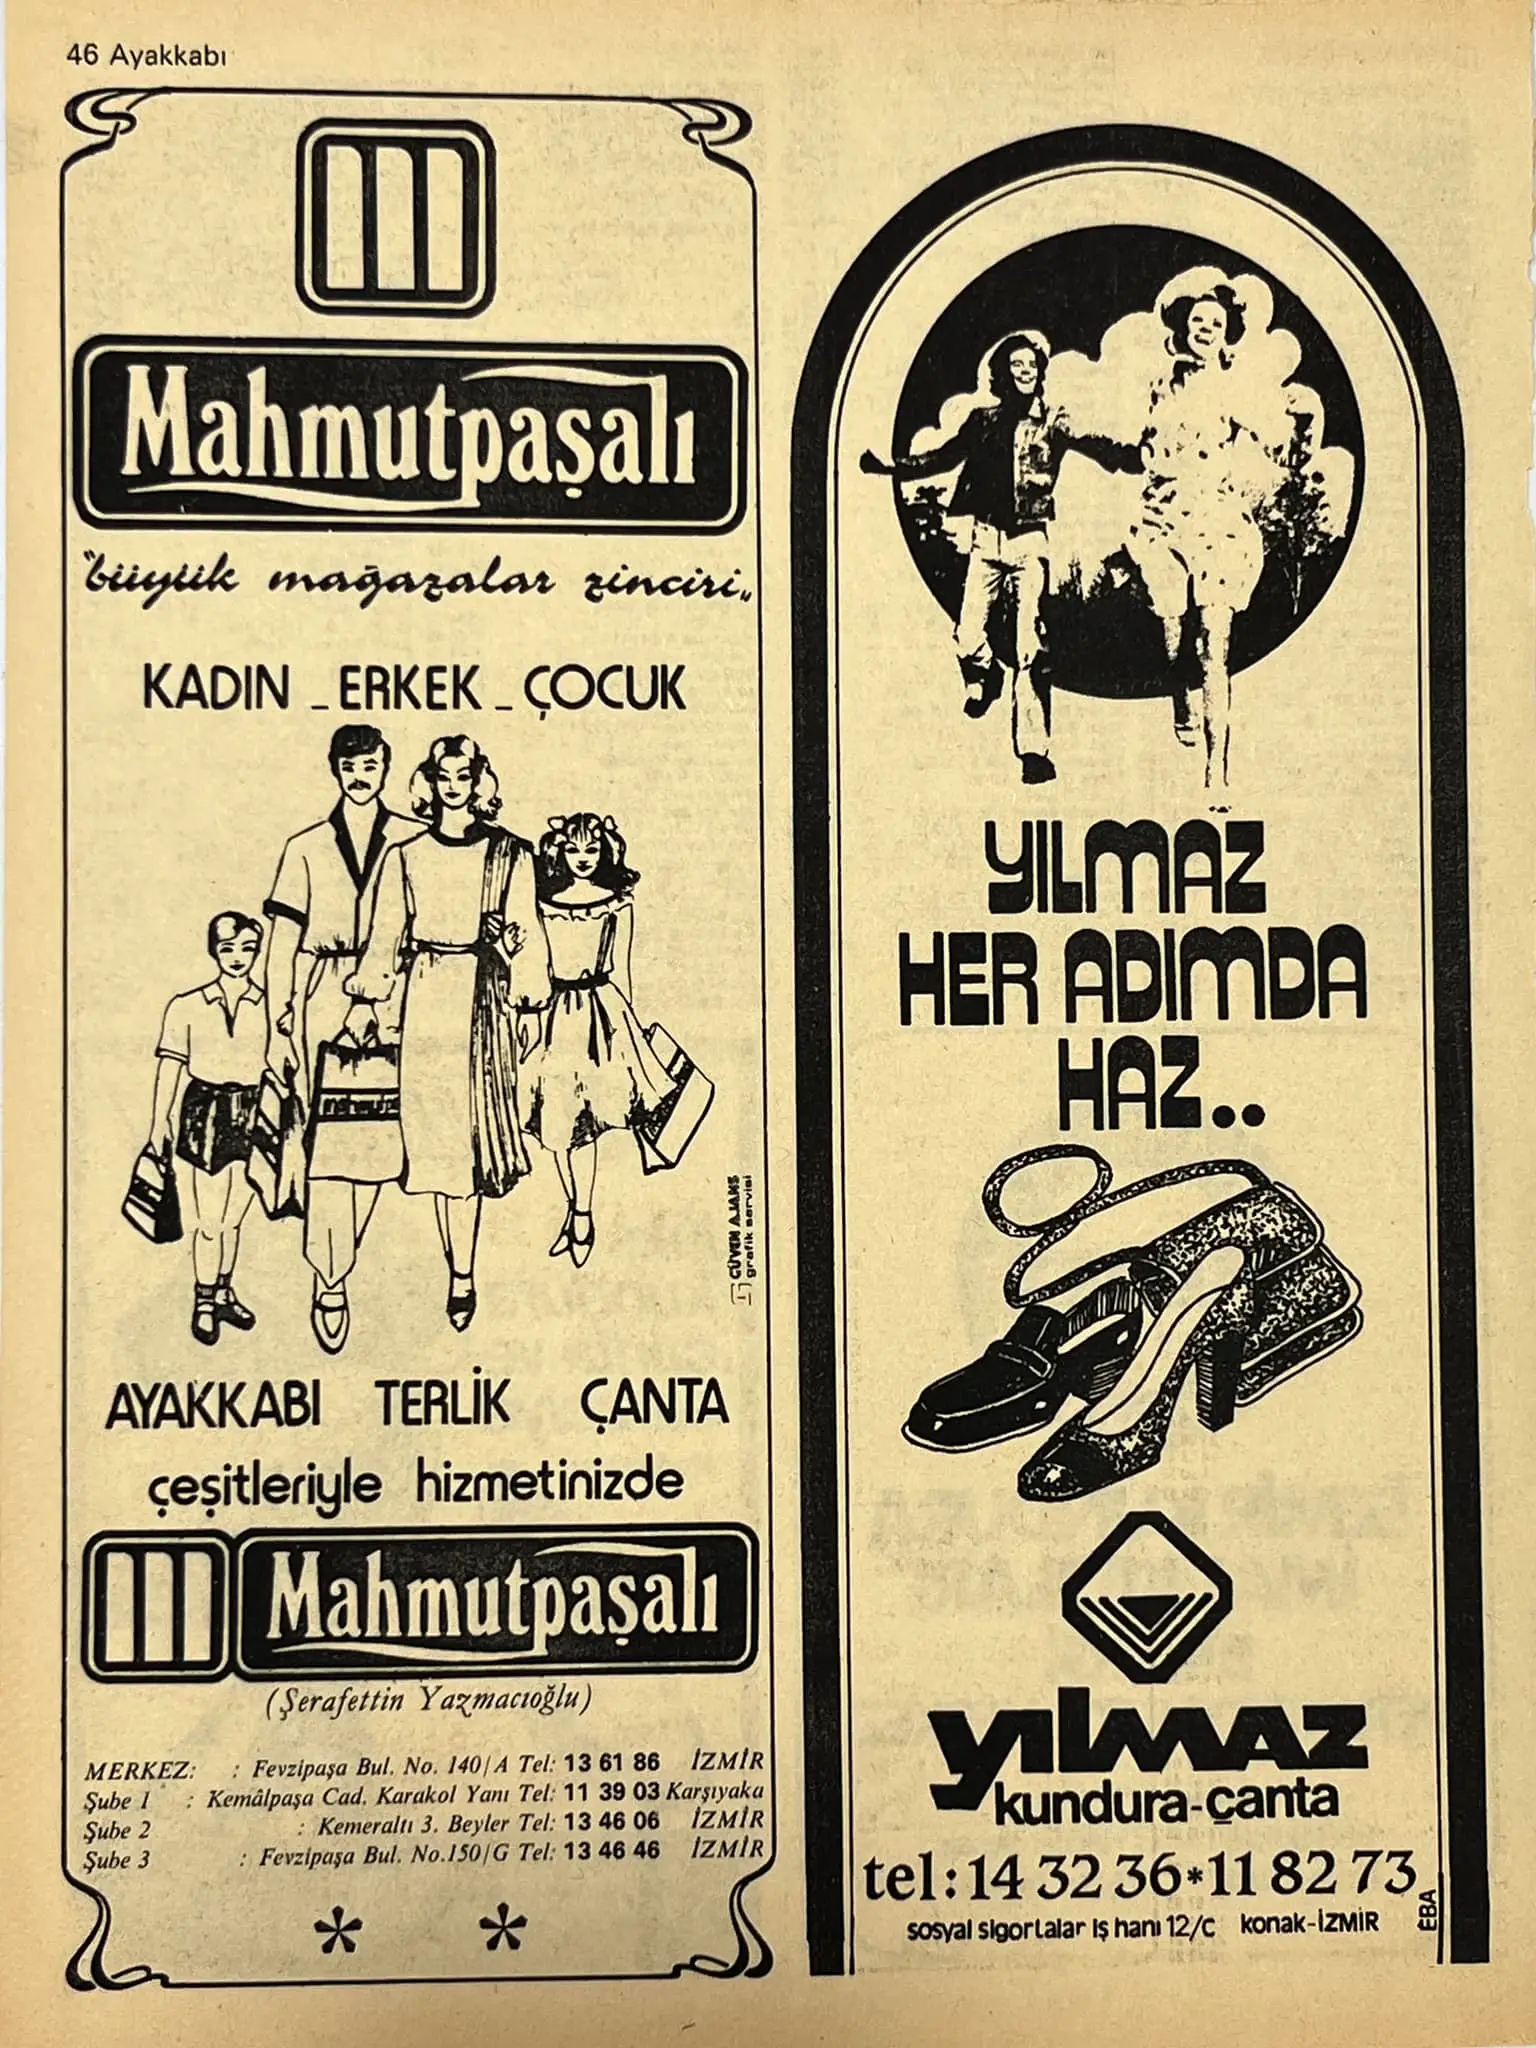 46 Ayakkabı
Mahmutpaşalı
"büyük mağazalar zinciri„
KADIN _ ERKEK _ ÇOCUK
GÜVEN AJANS
grafik servisi
AYAKKABI TERLİK ÇANTA
çeşitleriyle hizmetinizde
Mahmutpaşalı
(Şerafettin Yazmacıoğlu)
MERKEZ: : Fevzipaşa Bul. No. 140/A Tel: 13 61 86 İZMİR
Şube 1 : Kemâlpaşa Cad. Karakol Yanı Tel: 11 39 03 Karşıyaka
Şube 2 : Kemeraltı 3. Beyler Tel: 13 46 06 İZMİR
Şube 3 : Fevzipaşa Bul. No.150/G Tel: 13 46 46 İZMİR
* *
YILMAZ
HER ADIMDA
HAZ..
yılmaz
kundura-çanta
tel:14 32 36*11 82 73
sosyal sigortalar iş hanı 12/c konak-İZMİR
EBA